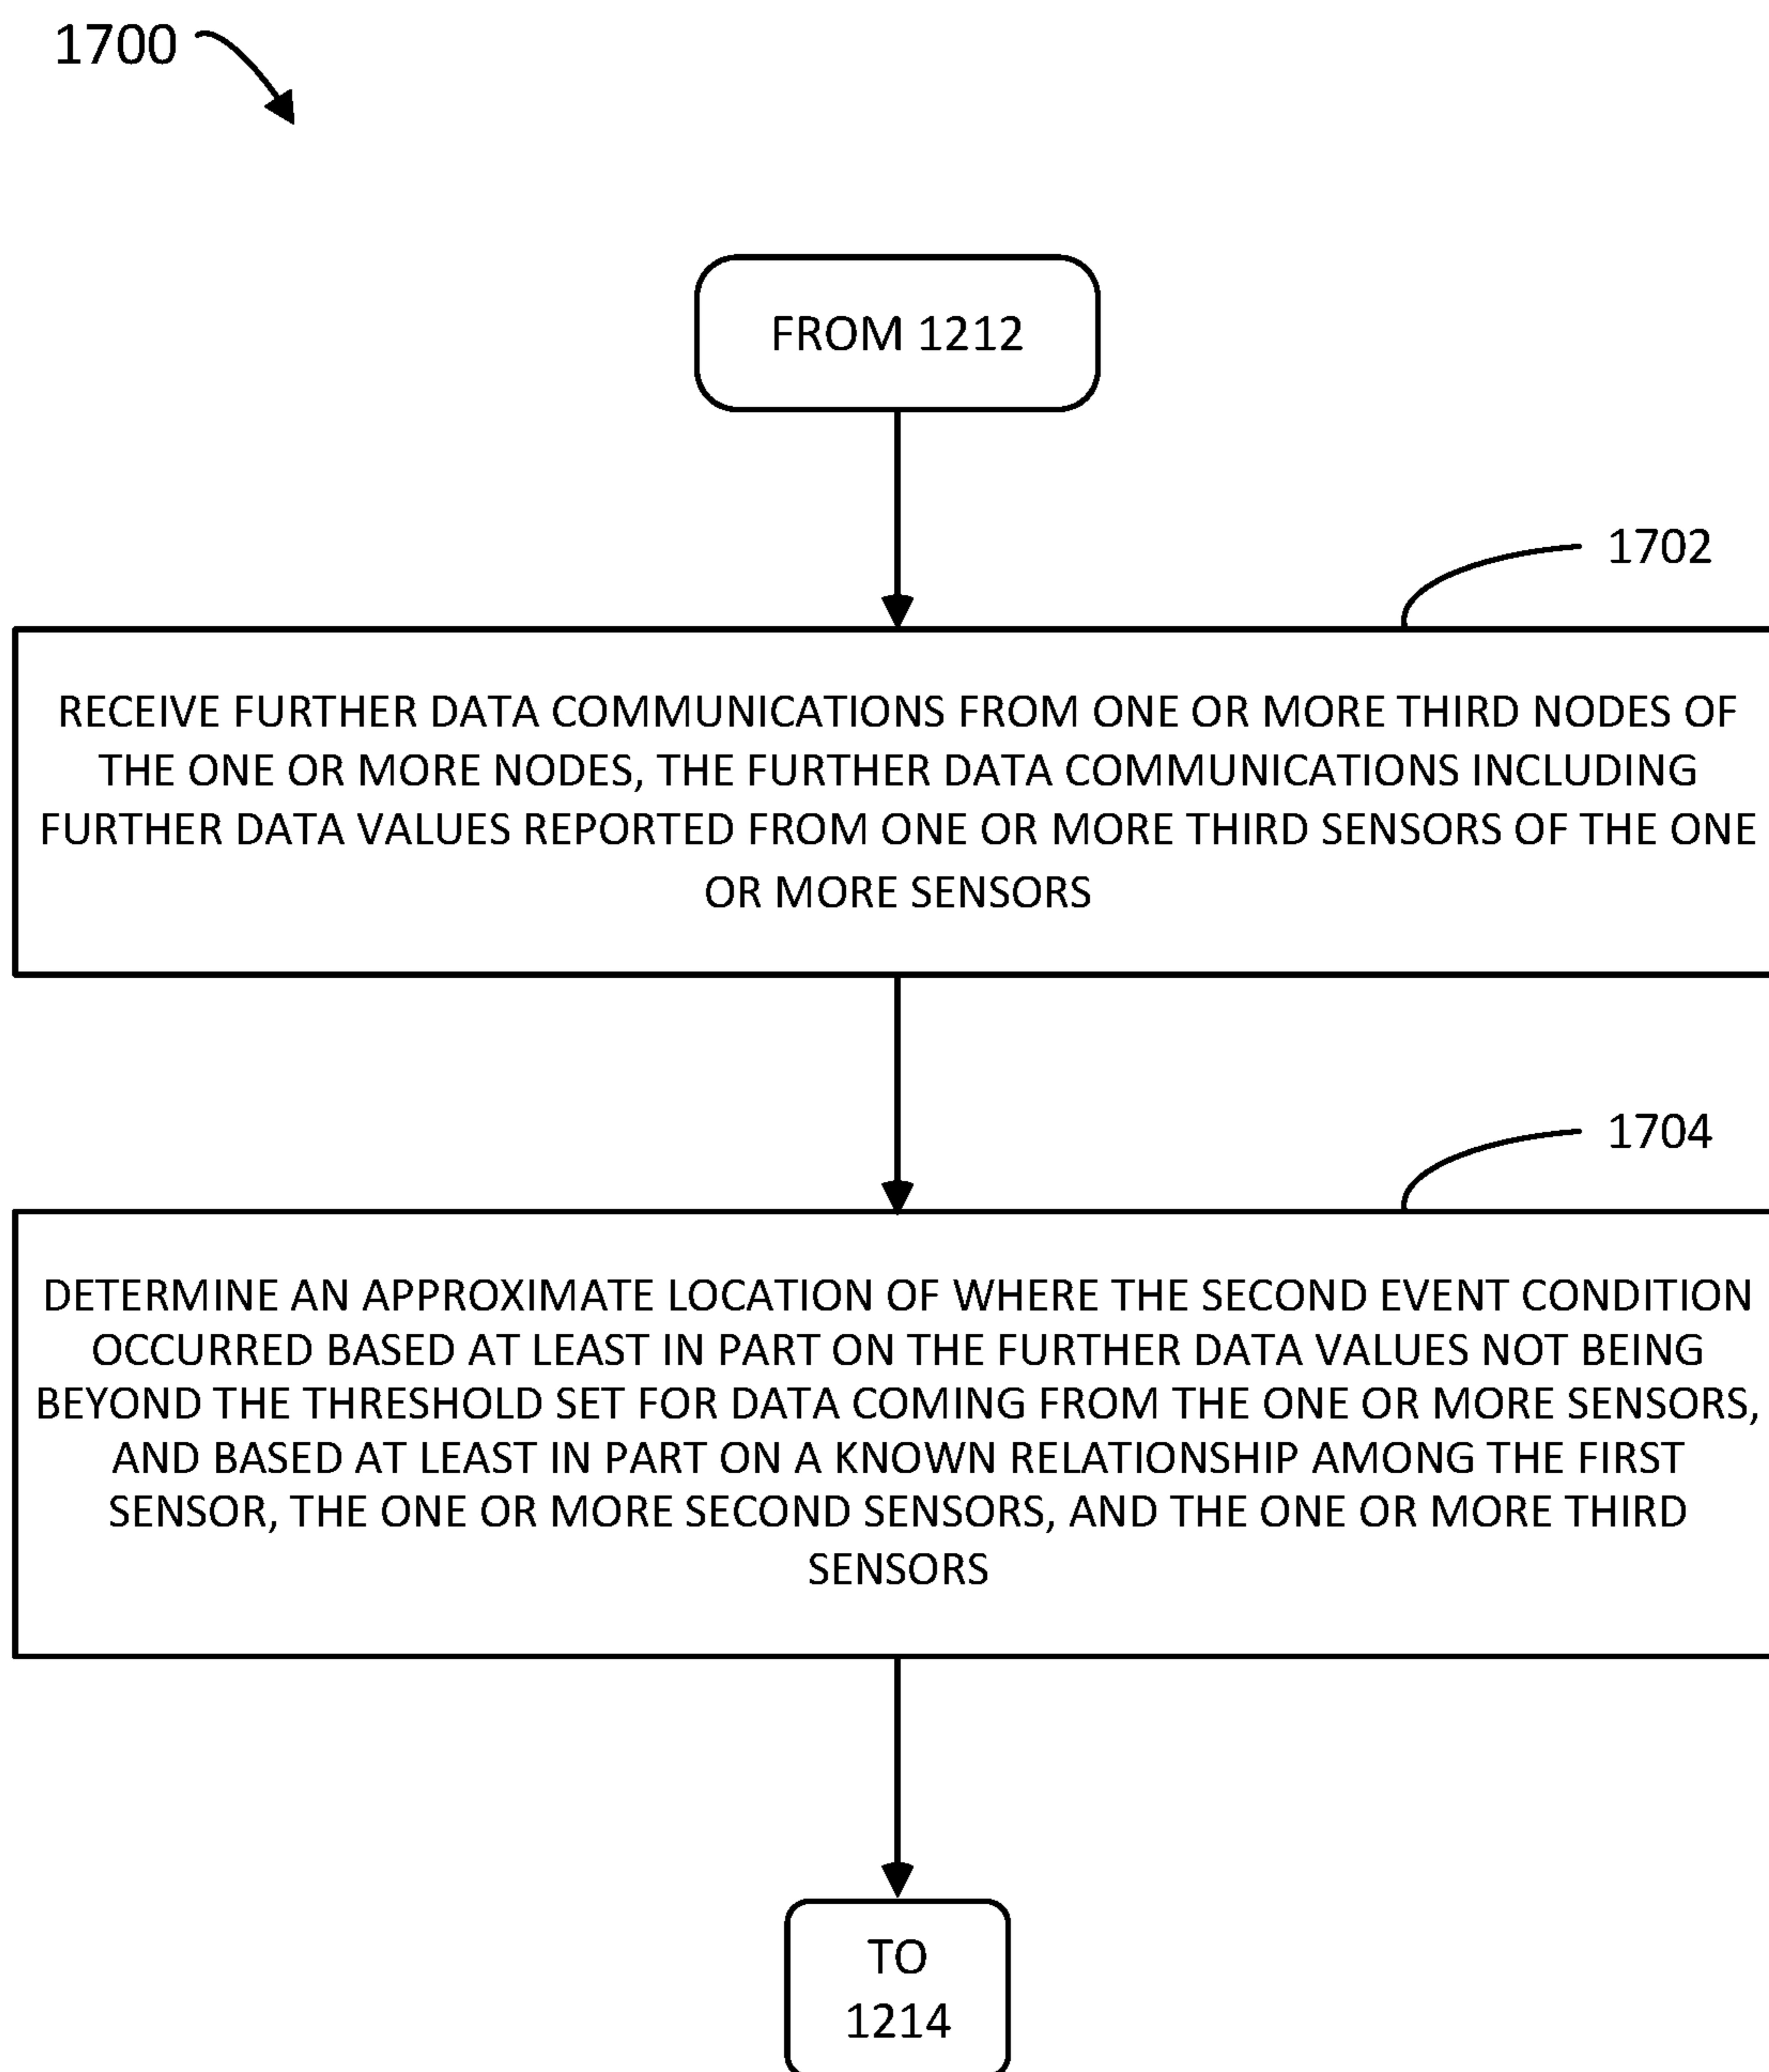 1700
FROM 1212
1702
RECEIVE FURTHER DATA COMMUNICATIONS FROM ONE OR MORE THIRD NODES OF
THE ONE OR MORE NODES, THE FURTHER DATA COMMUNICATIONS INCLUDING
FURTHER DATA VALUES REPORTED FROM ONE OR MORE THIRD SENSORS OF THE ONE
OR MORE SENSORS
1704
DETERMINE AN APPROXIMATE LOCATION OF WHERE THE SECOND EVENT CONDITION
OCCURRED BASED AT LEAST IN PART ON THE FURTHER DATA VALUES NOT BEING
BEYOND THE THRESHOLD SET FOR DATA COMING FROM THE ONE OR MORE SENSORS,
AND BASED AT LEAST IN PART ON A KNOWN RELATIONSHIP AMONG THE FIRST
SENSOR, THE ONE OR MORE SECOND SENSORS, AND THE ONE OR MORE THIRD
SENSORS
TO
1214